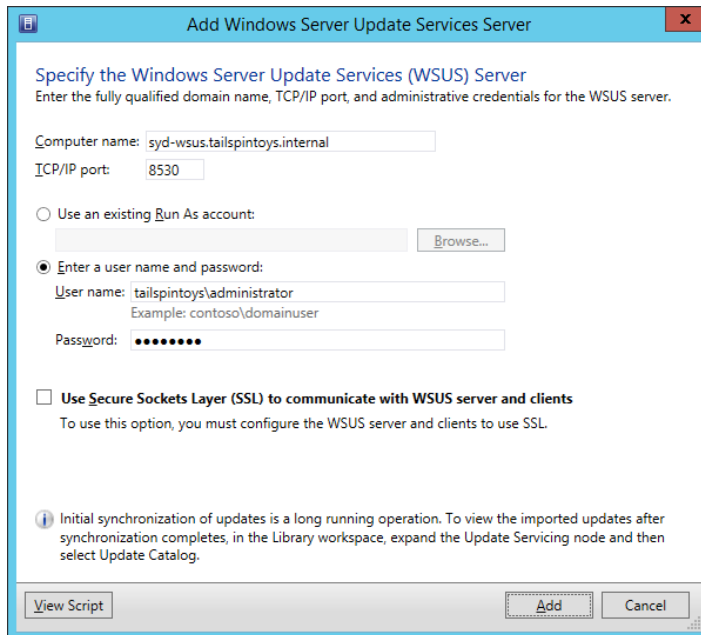 Add Windows Server Update Services Server
x
Specify the Windows Server Update Services (WSUS) Server
Enter the fully qualified domain name, TCP/IP port, and administrative credentials for the WSUS server.
Computer name: syd-wsus.tailspintoys.internal
TCP/IP port: 8530
Use an existing Run As account:
Browse...
Enter a user name and password:
User name: tailspintoys\administrator
Example: contoso\domainuser
Password: ●●●●●●●●
Use Secure Sockets Layer (SSL) to communicate with WSUS server and clients
To use this option, you must configure the WSUS server and clients to use SSL.
Initial synchronization of updates is a long running operation. To view the imported updates after
synchronization completes, in the Library workspace, expand the Update Servicing node and then
select Update Catalog.
View Script Add Cancel